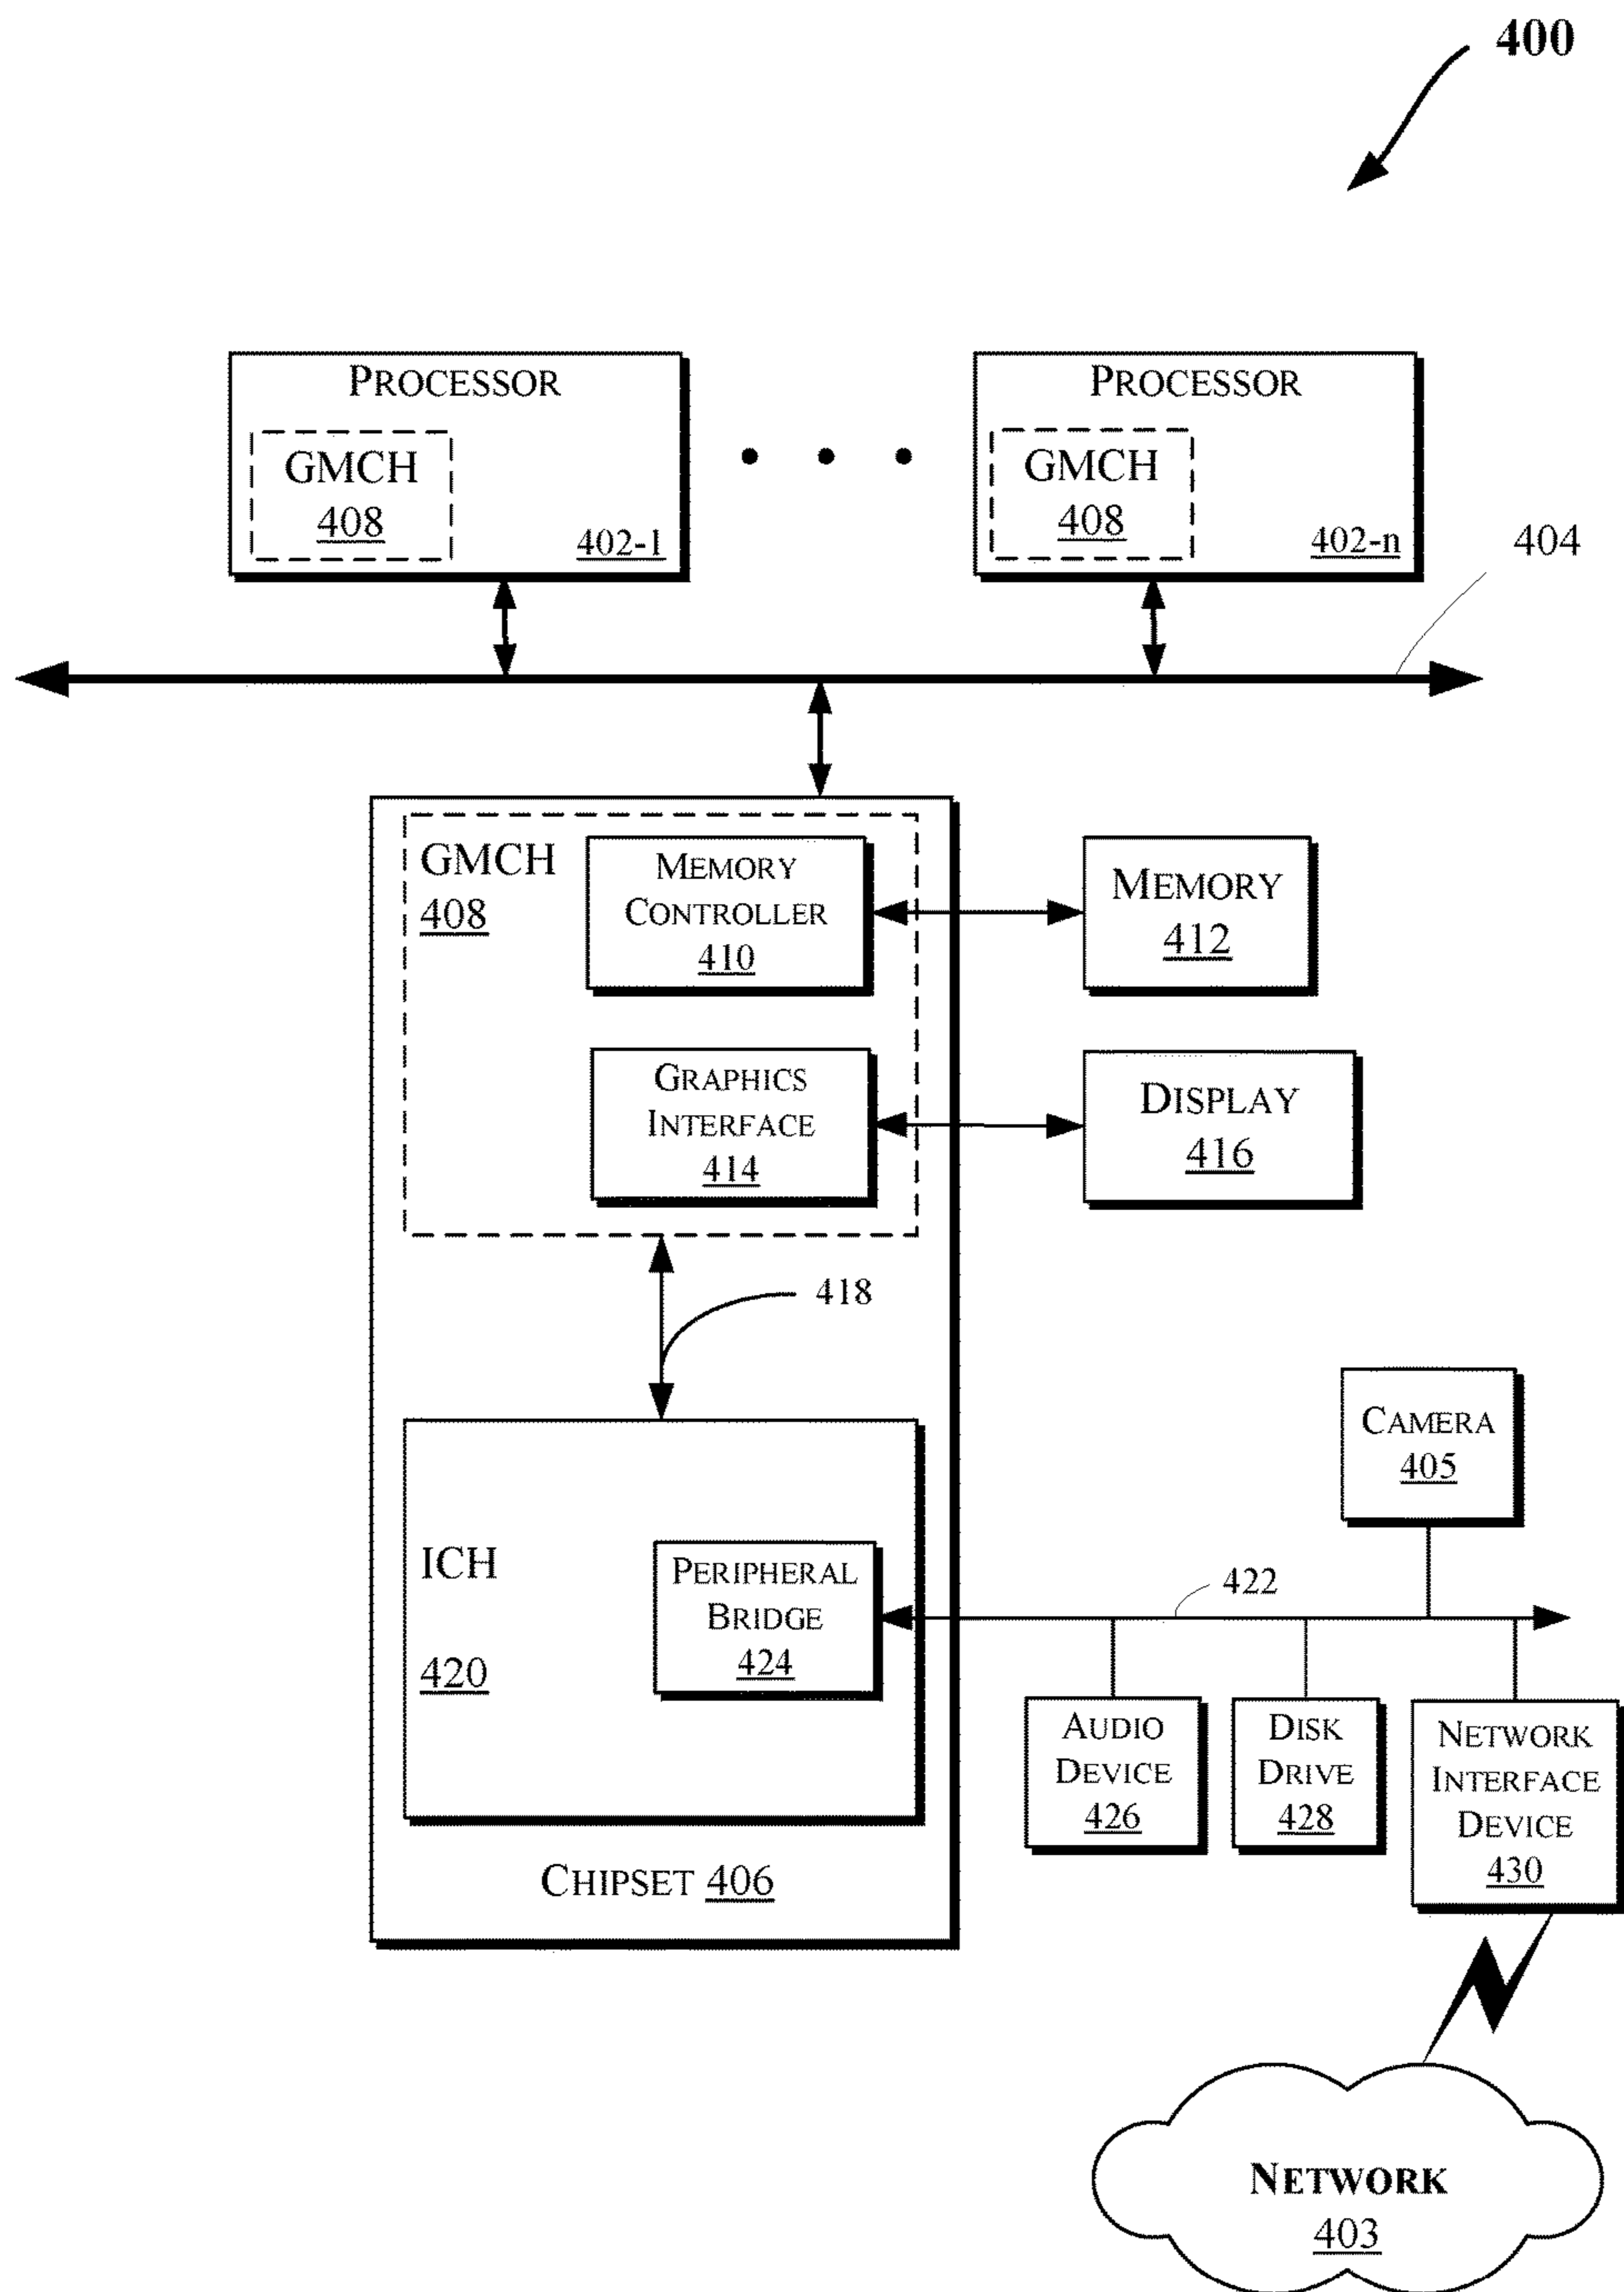 400
PROCESSOR
GMCH
408
402-1
PROCESSOR
GMCH
408
402-n
404
GMCH
408
MEMORY
CONTROLLER
410
MEMORY
412
GRAPHICS
INTERFACE
414
DISPLAY
416
418
CAMERA
405
ICH
420
PERIPHERAL
BRIDGE
424
422
AUDIO
DEVICE
426
DISK
DRIVE
428
NETWORK
INTERFACE
DEVICE
430
CHIPSET 406
NETWORK
403